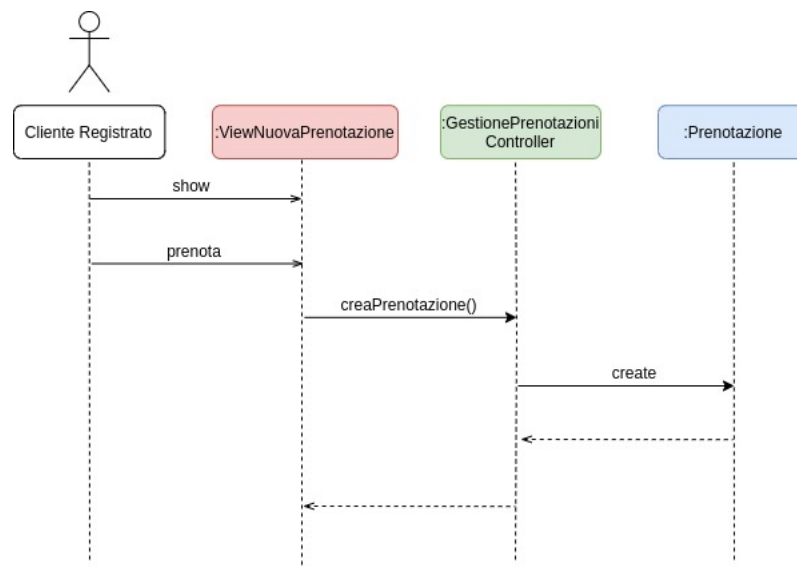 Cliente Registrato
:ViewNuovaPrenotazione
:GestionePrenotazioni
Controller
:Prenotazione
show
prenota
creaPrenotazione()
create